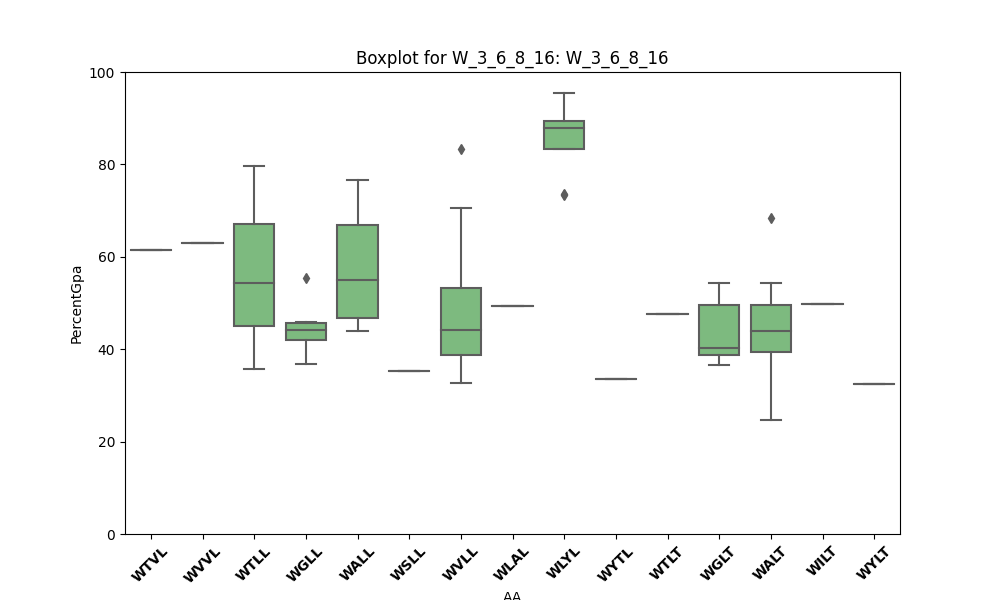 Boxplot for W_3_6_8_16: W_3_6_8_16
100
80
60
40
20
0
PercentGpa
WTVL
WVVL
WTLL
WGLL
WALL
WSLL
WVLL
WLAL
WLYL
WYTL
WTLT
WGLT
WALT
WILT
WYLT
AA